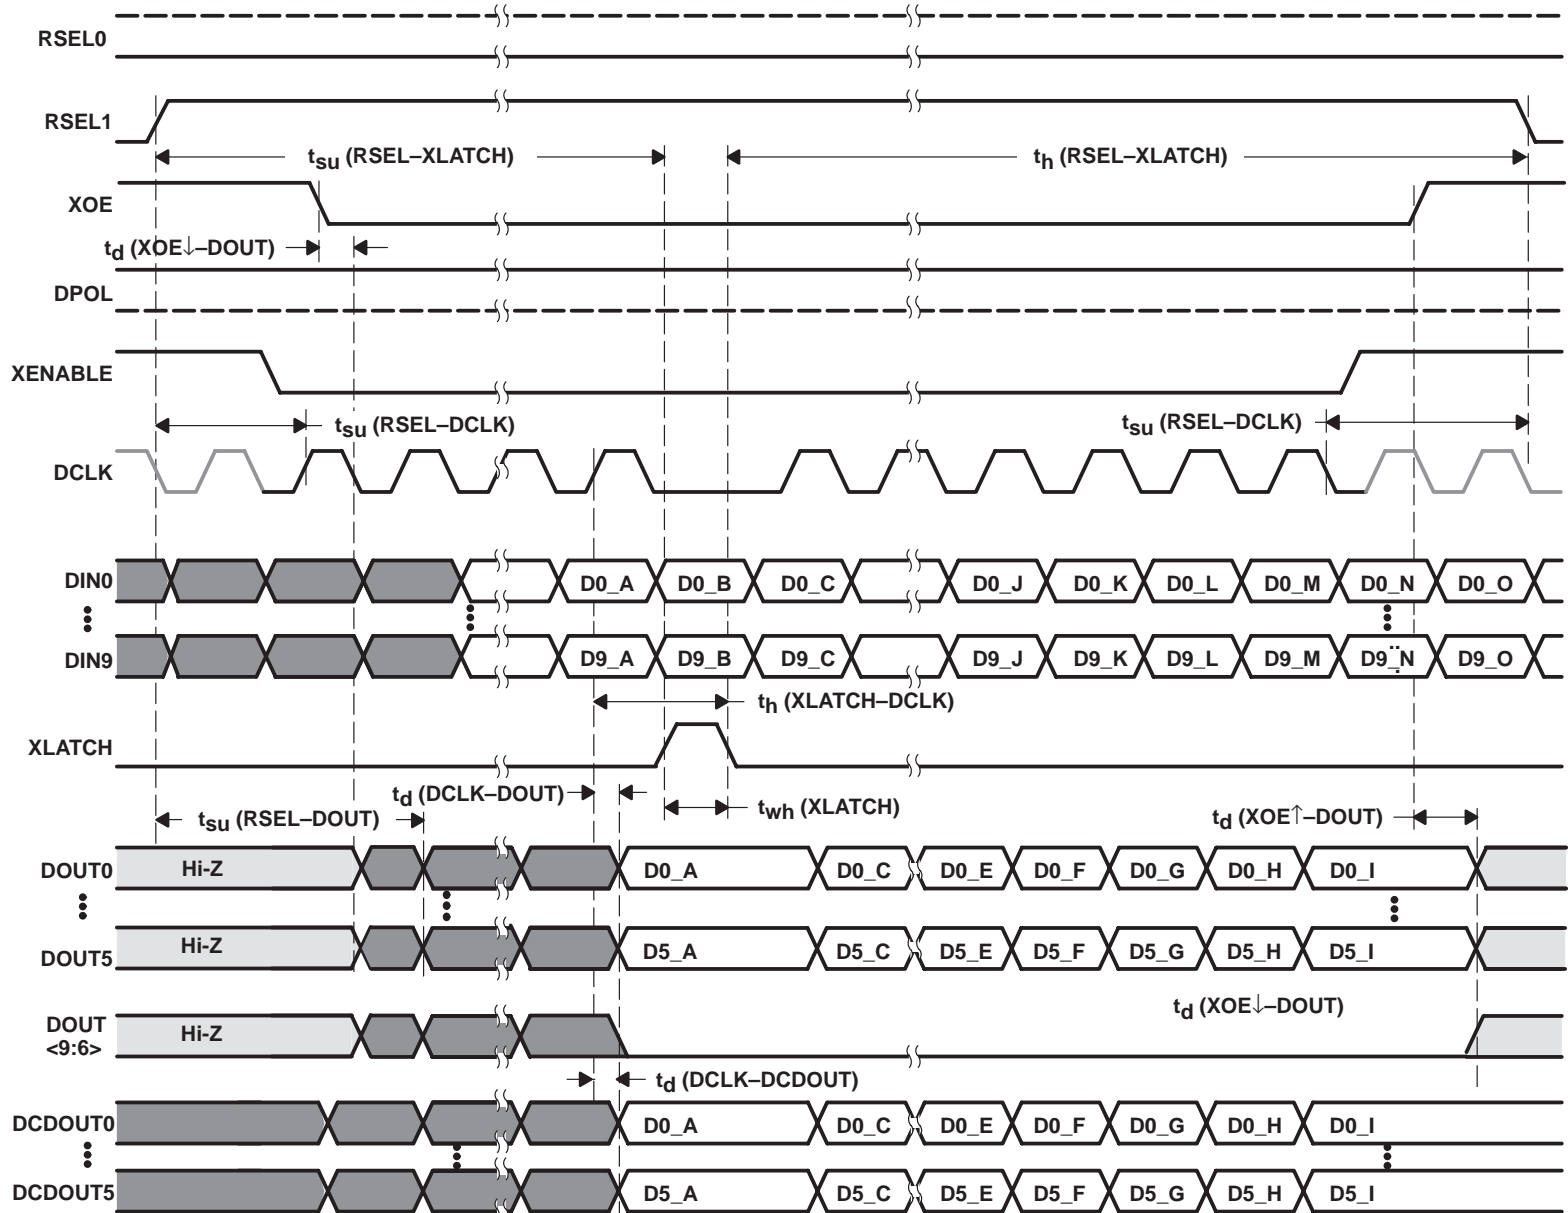 RSEL0
RSEL1
tsu (RSEL–XLATCH)
th (RSEL–XLATCH)
XOE
td (XOE↓–DOUT)
DPOL
XENABLE
tsu (RSEL–DCLK)
tsu (RSEL–DCLK)
DCLK
DIN0 D0_A D0_B D0_C D0_J D0_K D0_L D0_M D0_N D0_O
DIN9 D9_A D9_B D9_C D9_J D9_K D9_L D9_M D9_N D9_O
th (XLATCH–DCLK)
XLATCH
td (DCLK–DOUT)
twh (XLATCH)
tsu (RSEL–DOUT)
td (XOE↑–DOUT)
DOUT0 Hi-Z D0_A D0_C D0_E D0_F D0_G D0_H D0_I
DOUT5 Hi-Z D5_A D5_C D5_E D5_F D5_G D5_H D5_I
td (XOE↓–DOUT)
DOUT Hi-Z
<9:6>
td (DCLK–DCDOUT)
DCDOUT0 D0_A D0_C D0_E D0_F D0_G D0_H D0_I
DCDOUT5 D5_A D5_C D5_E D5_F D5_G D5_H D5_I